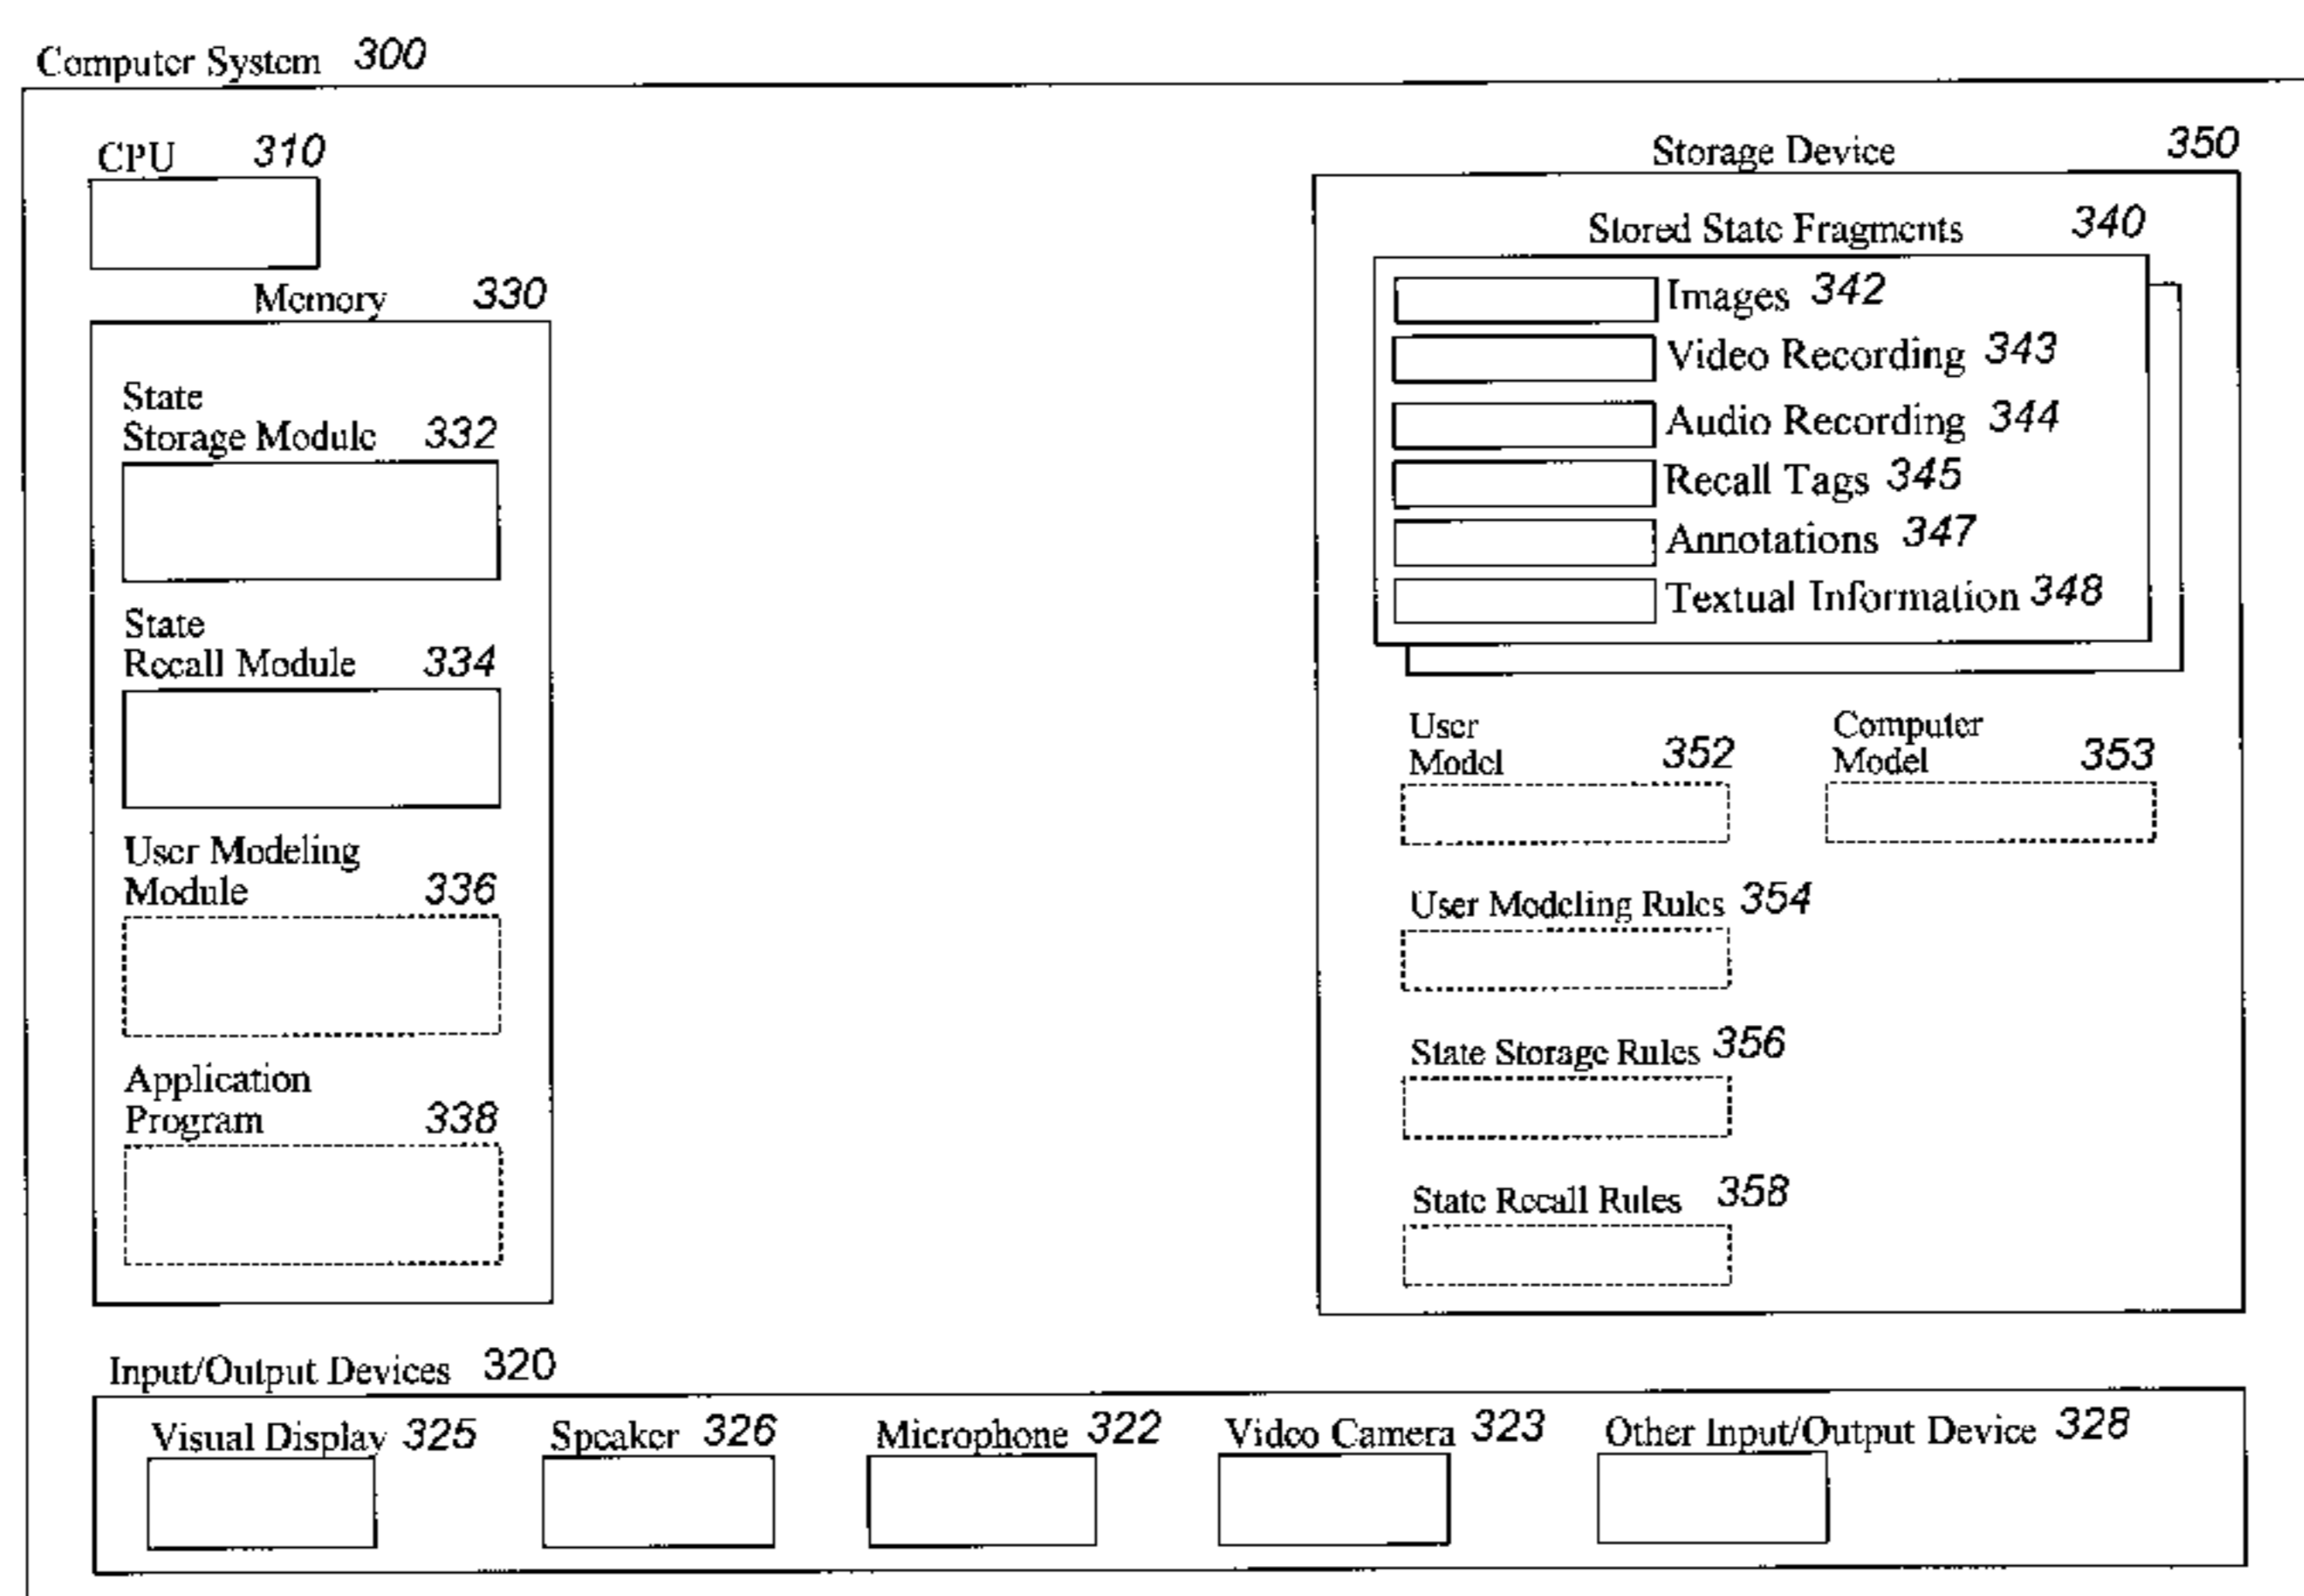 Computer System 300
CPU 310
Memory 330
State
Storage Module 332
State
Recall Module 334
User Modeling
Module 336
Application
Program 338
Storage Device 350
Stored State Fragments 340
Images 342
Video Recording 343
Audio Recording 344
Recall Tags 345
Annotations 347
Textual Information 348
User
Model 352
Computer
Model 353
User Modeling Rules 354
State Storage Rules 356
State Recall Rules 358
Input/Output Devices 320
Visual Display 325 Speaker 326 Microphone 322 Video Camera 323 Other Input/Output Device 328